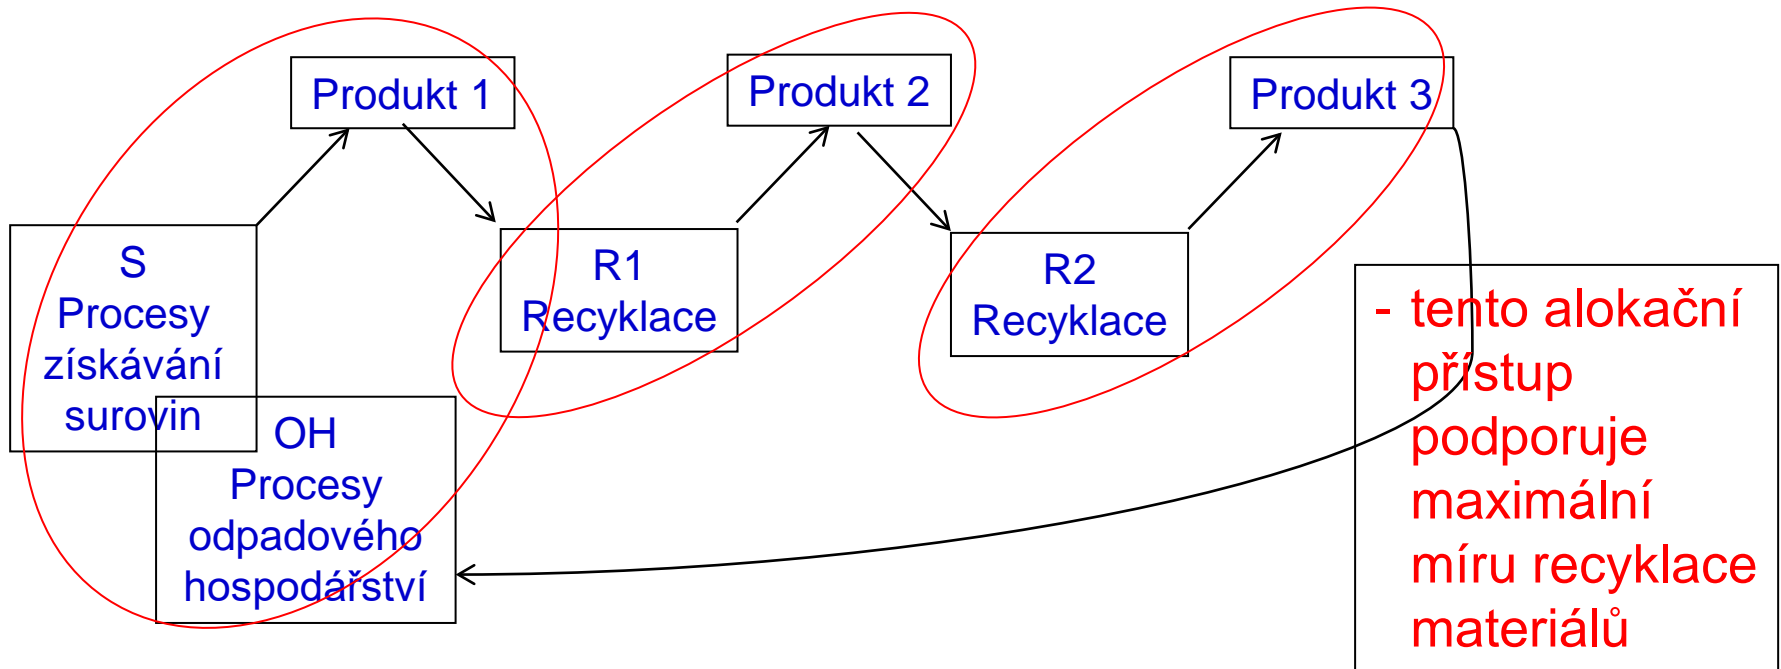 Produkt 1
Produkt 2
Produkt 3
S
Procesy
získávání
surovin
R1
Recyklace
R2
Recyklace
OH
Procesy
odpadového
hospodářství
- tento alokační
přístup
podporuje
maximální
míru recyklace
materiálů